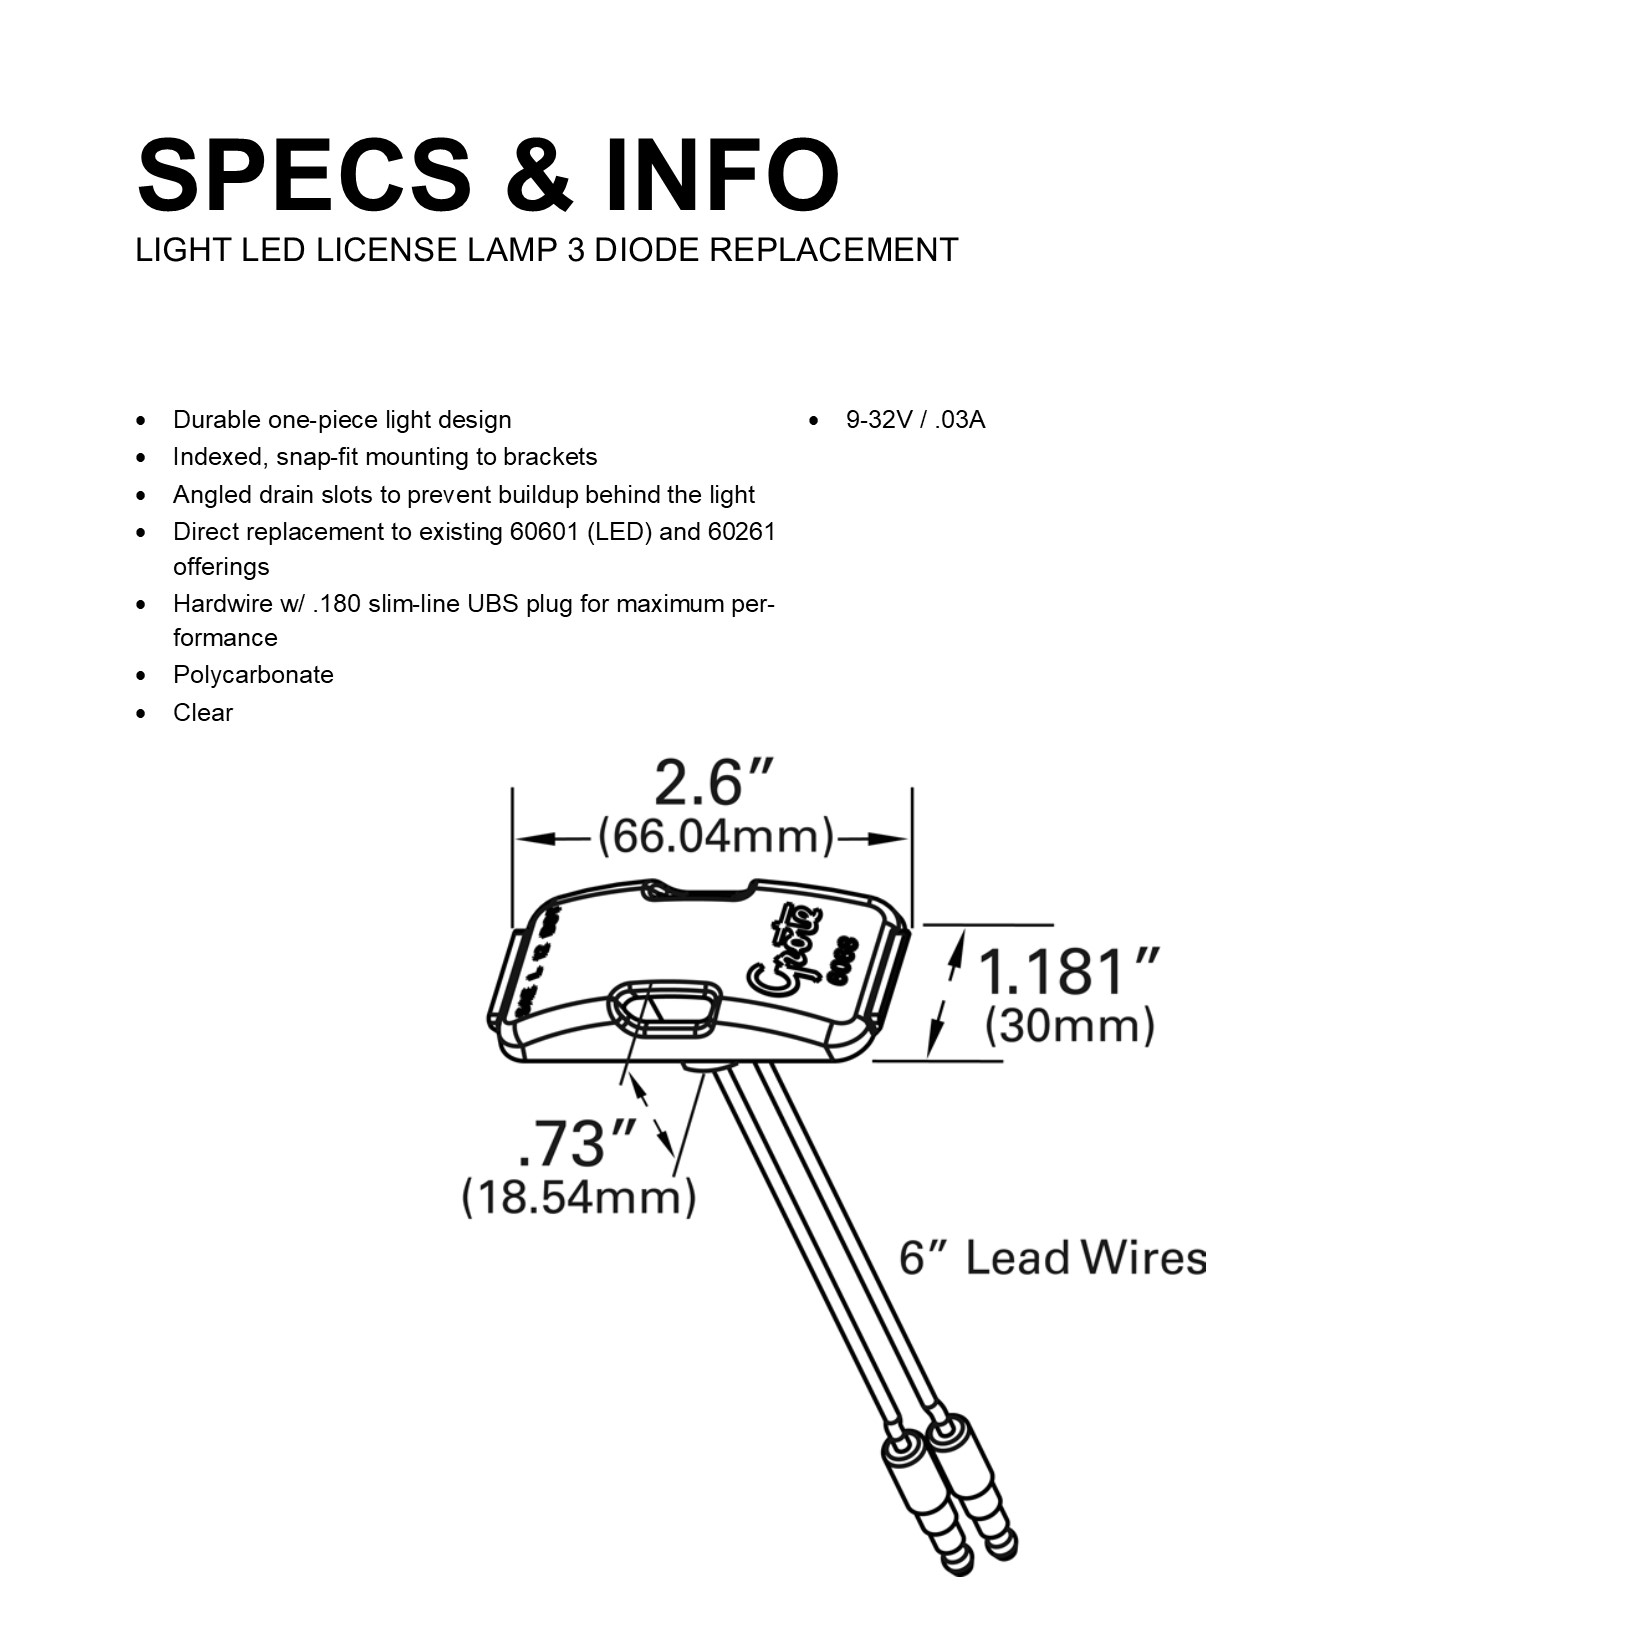 SPECS & INFO
LIGHT LED LICENSE LAMP 3 DIODE REPLACEMENT
• Durable one-piece light design
• Indexed, snap-fit mounting to brackets
• Angled drain slots to prevent buildup behind the light
• Direct replacement to existing 60601 (LED) and 60261
offerings
• Hardwire w/ .180 slim-line UBS plug for maximum per-
formance
• Polycarbonate
• Clear
• 9-32V / .03A
2.6”
(66.04mm)
Grote
1.181”
(30mm)
.73”
(18.54mm)
6” Lead Wires